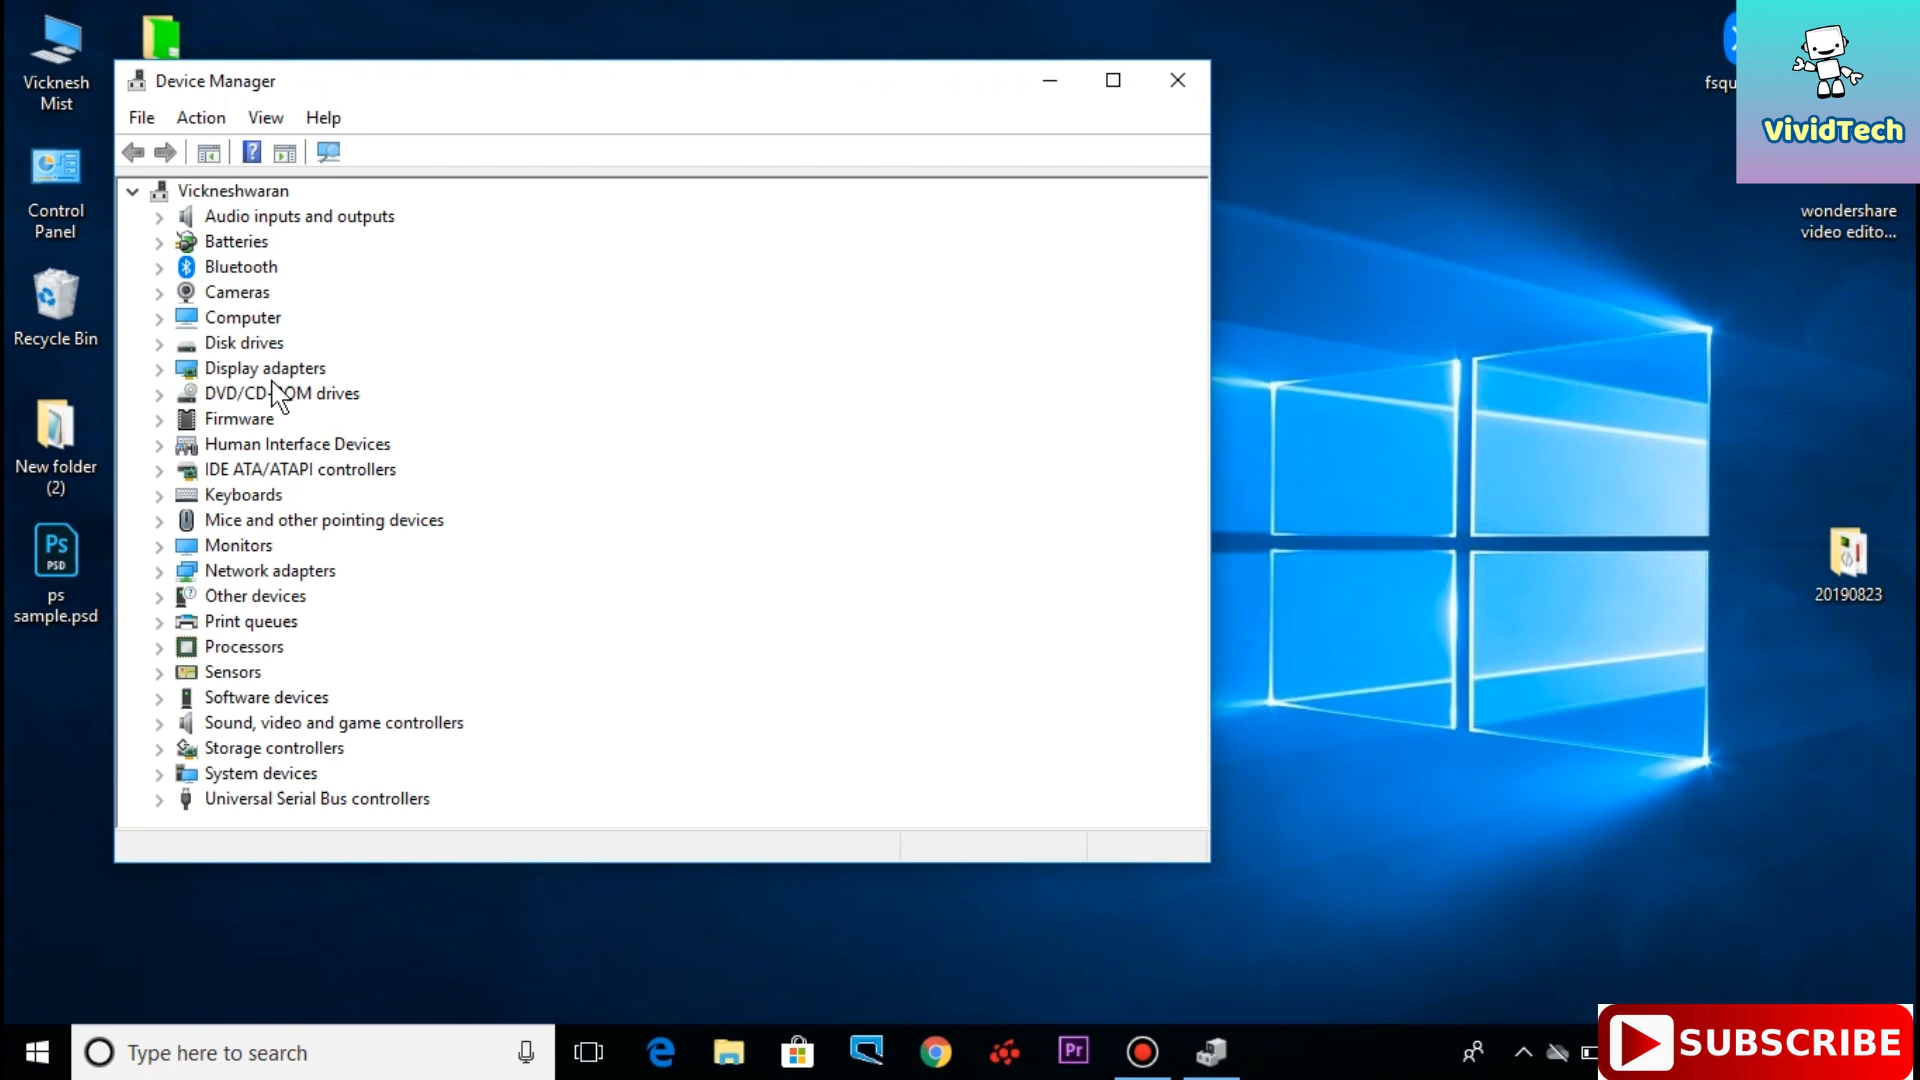 Vicknesh
Mist
Control
Panel
Recycle Bin
New folder
(2)
Ps
PSD
ps
sample.psd
Device Manager
File Action View Help
Vickneshwaran
Audio inputs and outputs
Batteries
Bluetooth
Cameras
Computer
Disk drives
Display adapters
DVD/CD-ROM drives
Firmware
Human Interface Devices
IDE ATA/ATAPI controllers
Keyboards
Mice and other pointing devices
Monitors
Network adapters
Other devices
Print queues
Processors
Sensors
Software devices
Sound, video and game controllers
Storage controllers
System devices
Universal Serial Bus controllers
fsqu
VividTech
wondershare
video edito...
20190823
Type here to search
Pr
SUBSCRIBE